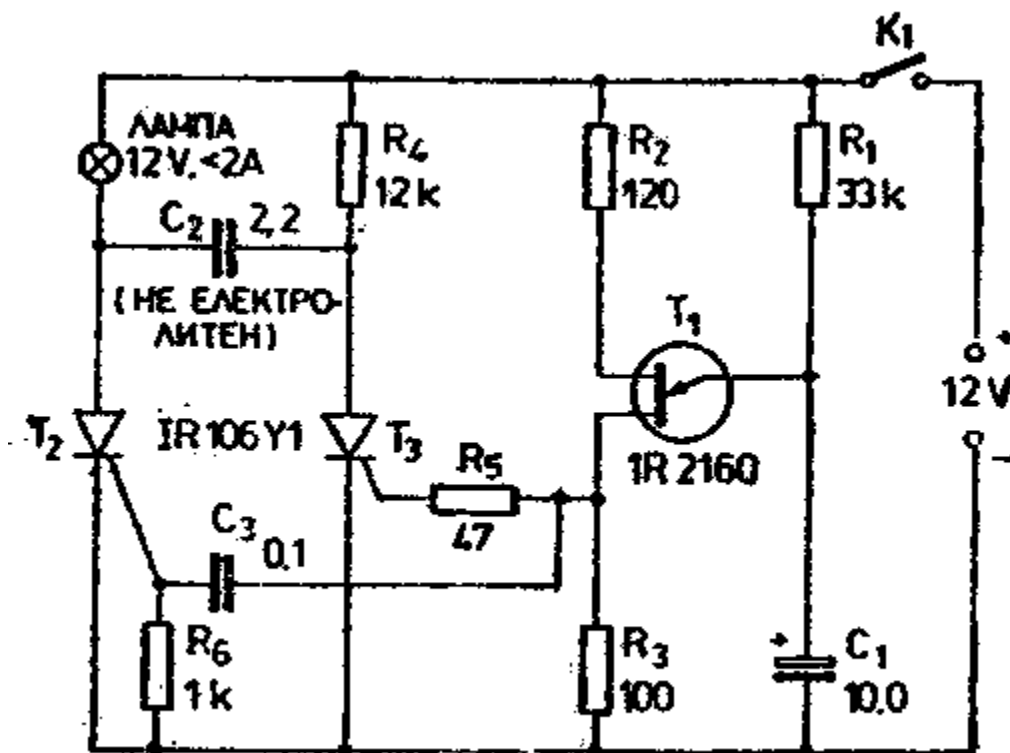 K1
ЛАМПА
12V. <2A
R4
12k
R2
120
R1
33k
C2 2,2
(НЕ ЕЛЕКТРО-
ЛИТЕН)
T1
+
12V
-
T2
IR106Y1
T3
R5
47
1R2160
C3
0,1
R6
1k
R3
100
+
C1
10,0